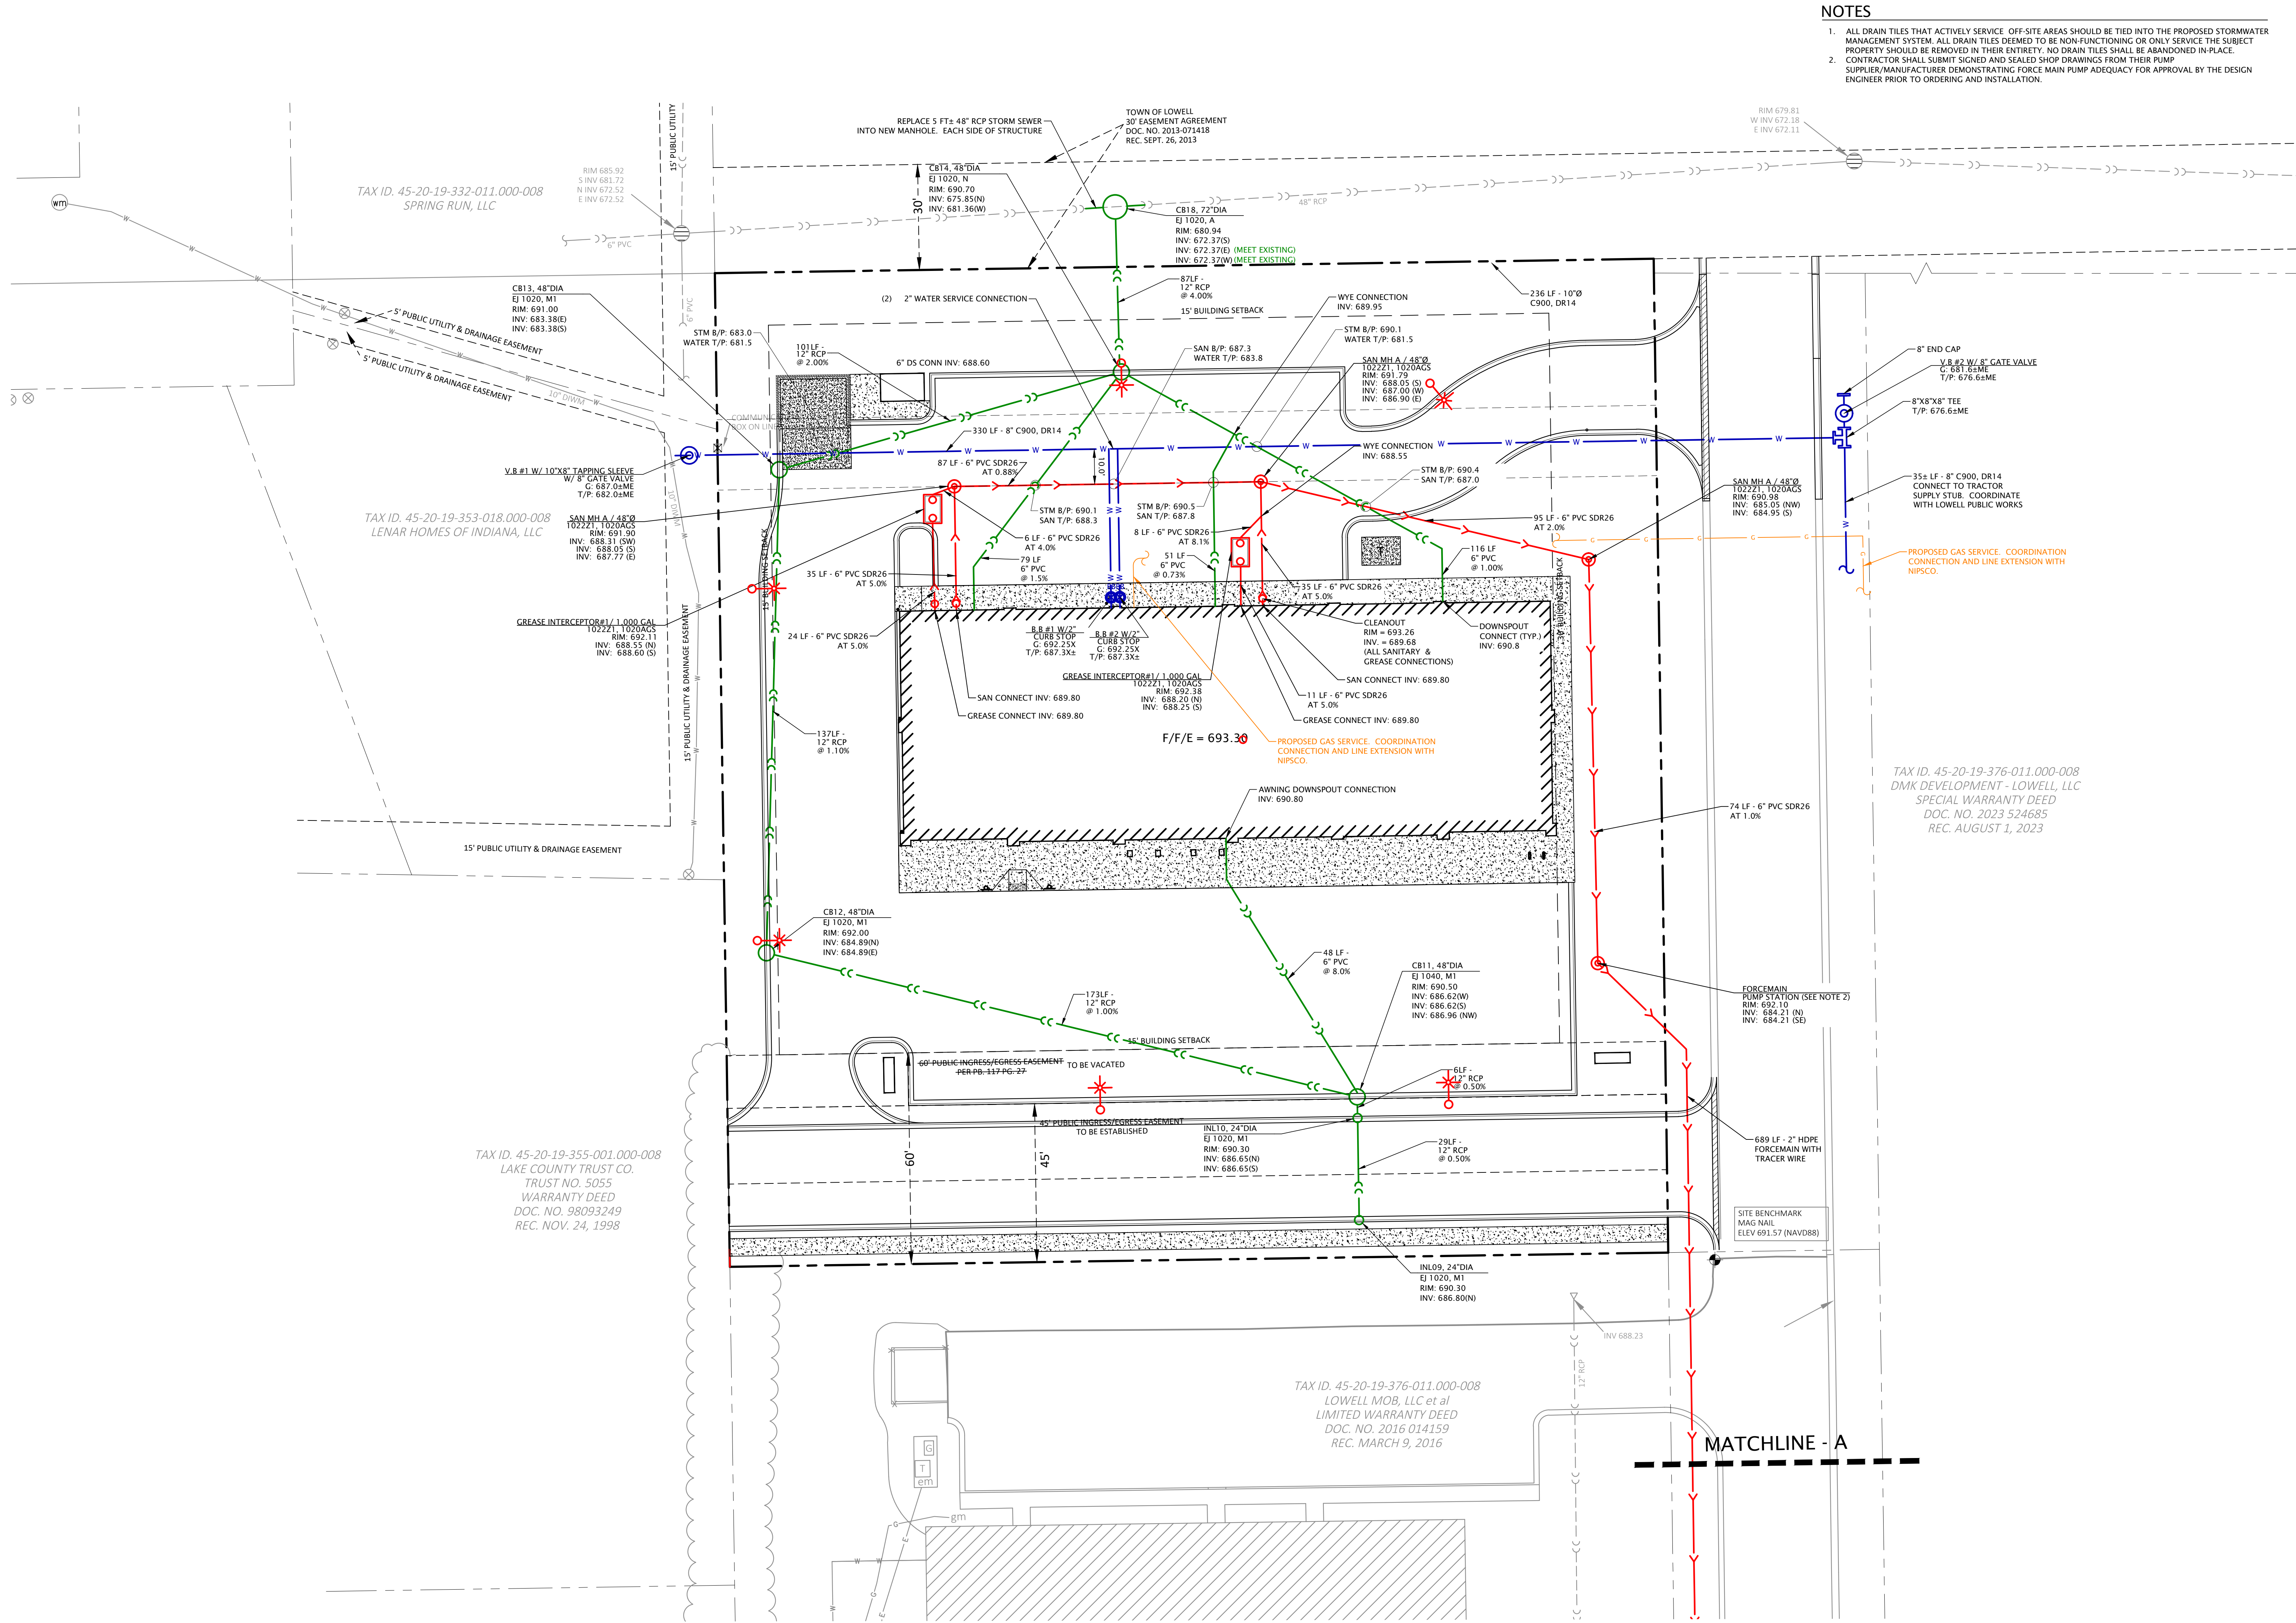 NOTES
1. ALL DRAIN TILES THAT ACTIVELY SERVICE OFF-SITE AREAS SHOULD BE TIED INTO THE PROPOSED STORMWATER
MANAGEMENT SYSTEM. ALL DRAIN TILES DEEMED TO BE NON-FUNCTIONING OR ONLY SERVICE THE SUBJECT
PROPERTY SHOULD BE REMOVED IN THEIR ENTIRETY. NO DRAIN TILES SHALL BE ABANDONED IN-PLACE.
2. CONTRACTOR SHALL SUBMIT SIGNED AND SEALED SHOP DRAWINGS FROM THEIR PUMP
SUPPLIER/MANUFACTURER DEMONSTRATING FORCE MAIN PUMP ADEQUACY FOR APPROVAL BY THE DESIGN
ENGINEER PRIOR TO ORDERING AND INSTALLATION.
RIM 679.81
W INV 672.18
E INV 672.11
TOWN OF LOWELL
30' EASEMENT AGREEMENT
DOC. NO. 2013-071418
REC. SEPT. 26, 2013
REPLACE 5 FT± 48" RCP STORM SEWER
INTO NEW MANHOLE. EACH SIDE OF STRUCTURE
15' PUBLIC UTILITY
RIM 685.92
S INV 681.72
N INV 672.52
E INV 672.52
TAX ID. 45-20-19-332-011.000-008
SPRING RUN, LLC
wm
CB14, 48"DIA
EJ 1020, N
RIM: 690.70
INV: 675.85(N)
INV: 681.36(W)
30'
48" RCP
6" PVC
CB18, 72"DIA
EJ 1020, A
RIM: 680.94
INV: 672.37(S)
INV: 672.37(E) (MEET EXISTING)
INV: 672.37(W) (MEET EXISTING)
87LF -
12" RCP
@ 4.00%
CB13, 48"DIA
EJ 1020, M1
RIM: 691.00
INV: 683.38(E)
INV: 683.38(S)
6" PVC
(2) 2" WATER SERVICE CONNECTION
WYE CONNECTION
INV: 689.95
15' BUILDING SETBACK
236 LF - 10"Ø
C900, DR14
5' PUBLIC UTILITY & DRAINAGE EASEMENT
5' PUBLIC UTILITY & DRAINAGE EASEMENT
10" DIWM
STM B/P: 683.0
WATER T/P: 681.5
101LF -
12" RCP
@ 2.00%
6" DS CONN INV: 688.60
SAN B/P: 687.3
WATER T/P: 683.8
STM B/P: 690.1
WATER T/P: 681.5
SAN MH A / 48"Ø
1022Z1, 1020AGS
RIM: 691.79
INV: 688.05 (S)
INV: 687.00 (W)
INV: 686.90 (E)
8" END CAP
V.B #2 W/ 8" GATE VALVE
G: 681.6±ME
T/P: 676.6±ME
8"X8"X8" TEE
T/P: 676.6±ME
BOX ON LINE
330 LF - 8" C900, DR14
WYE CONNECTION
INV: 688.55
V.B #1 W/ 10"X8" TAPPING SLEEVE
W/ 8" GATE VALVE
G: 687.0±ME
T/P: 682.0±ME
87 LF - 6" PVC SDR26
AT 0.88%
10.0'
STM B/P: 690.4
SAN T/P: 687.0
SAN MH A / 48"Ø
1022Z1, 1020AGS
RIM: 690.98
INV: 685.05 (NW)
INV: 684.95 (S)
35± LF - 8" C900, DR14
CONNECT TO TRACTOR
SUPPLY STUB. COORDINATE
WITH LOWELL PUBLIC WORKS
10" DIWM
TAX ID. 45-20-19-353-018.000-008
LENAR HOMES OF INDIANA, LLC
SAN MH A / 48"Ø
1022Z1, 1020AGS
RIM: 691.90
INV: 688.31 (SW)
INV: 688.05 (S)
INV: 687.77 (E)
STM B/P: 690.1
SAN T/P: 688.3
STM B/P: 690.5
SAN T/P: 687.8
8 LF - 6" PVC SDR26
AT 8.1%
95 LF - 6" PVC SDR26
AT 2.0%
6 LF - 6" PVC SDR26
AT 4.0%
51 LF
6" PVC
@ 0.73%
79 LF
6" PVC
@ 1.5%
116 LF
6" PVC
@ 1.00%
T
PROPOSED GAS SERVICE. COORDINATION
CONNECTION AND LINE EXTENSION WITH
NIPSCO.
35 LF - 6" PVC SDR26
AT 5.0%
35 LF - 6" PVC SDR26
AT 5.0%
15' BUILDING SETBACK
30' BUILDING SETBACK
GREASE INTERCEPTOR#1/ 1,000 GAL
1022Z1, 1020AGS
RIM: 692.11
INV: 688.55 (N)
INV: 688.60 (S)
15' PUBLIC UTILITY & DRAINAGE EASEMENT
24 LF - 6" PVC SDR26
AT 5.0%
B.B #1 W/2"
CURB STOP
G: 692.25X
T/P: 687.3X±
B.B #2 W/2"
CURB STOP
G: 692.25X
T/P: 687.3X±
CLEANOUT
RIM = 693.26
INV. = 689.68
(ALL SANITARY &
GREASE CONNECTIONS)
DOWNSPOUT
CONNECT (TYP.)
INV: 690.8
GREASE INTERCEPTOR#1/ 1,000 GAL
1022Z1, 1020AGS
RIM: 692.38
INV: 688.20 (N)
INV: 688.25 (S)
SAN CONNECT INV: 689.80
11 LF - 6" PVC SDR26
AT 5.0%
SAN CONNECT INV: 689.80
GREASE CONNECT INV: 689.80
GREASE CONNECT INV: 689.80
137LF -
12" RCP
@ 1.10%
F/F/E = 693.30
PROPOSED GAS SERVICE. COORDINATION
CONNECTION AND LINE EXTENSION WITH
NIPSCO.
TAX ID. 45-20-19-376-011.000-008
DMK DEVELOPMENT - LOWELL, LLC
SPECIAL WARRANTY DEED
DOC. NO. 2023 524685
REC. AUGUST 1, 2023
AWNING DOWNSPOUT CONNECTION
INV: 690.80
74 LF - 6" PVC SDR26
AT 1.0%
15' PUBLIC UTILITY & DRAINAGE EASEMENT
CB12, 48"DIA
EJ 1020, M1
RIM: 692.00
INV: 684.89(N)
INV: 684.89(E)
48 LF -
6" PVC
@ 8.0%
CB11, 48"DIA
EJ 1040, M1
RIM: 690.50
INV: 686.62(W)
INV: 686.62(S)
INV: 686.96 (NW)
173LF -
12" RCP
@ 1.00%
FORCEMAIN
PUMP STATION (SEE NOTE 2)
RIM: 692.10
INV: 684.21 (N)
INV: 684.21 (SE)
15' BUILDING SETBACK
60' PUBLIC INGRESS/EGRESS EASEMENT
PER PB. 117 PG. 27
TO BE VACATED
6LF -
12" RCP
@ 0.50%
45' PUBLIC INGRESS/EGRESS EASEMENT
TO BE ESTABLISHED
INL10, 24"DIA
EJ 1020, M1
RIM: 690.30
INV: 686.65(N)
INV: 686.65(S)
29LF -
12" RCP
@ 0.50%
689 LF - 2" HDPE
FORCEMAIN WITH
TRACER WIRE
60'
45'
TAX ID. 45-20-19-355-001.000-008
LAKE COUNTY TRUST CO.
TRUST NO. 5055
WARRANTY DEED
DOC. NO. 98093249
REC. NOV. 24, 1998
SITE BENCHMARK
MAG NAIL
ELEV 691.57 (NAVD88)
INL09, 24"DIA
EJ 1020, M1
RIM: 690.30
INV: 686.80(N)
INV 688.23
12" RCP
TAX ID. 45-20-19-376-011.000-008
LOWELL MOB, LLC et al
LIMITED WARRANTY DEED
DOC. NO. 2016 014159
REC. MARCH 9, 2016
MATCHLINE - A
G
T
em
gm